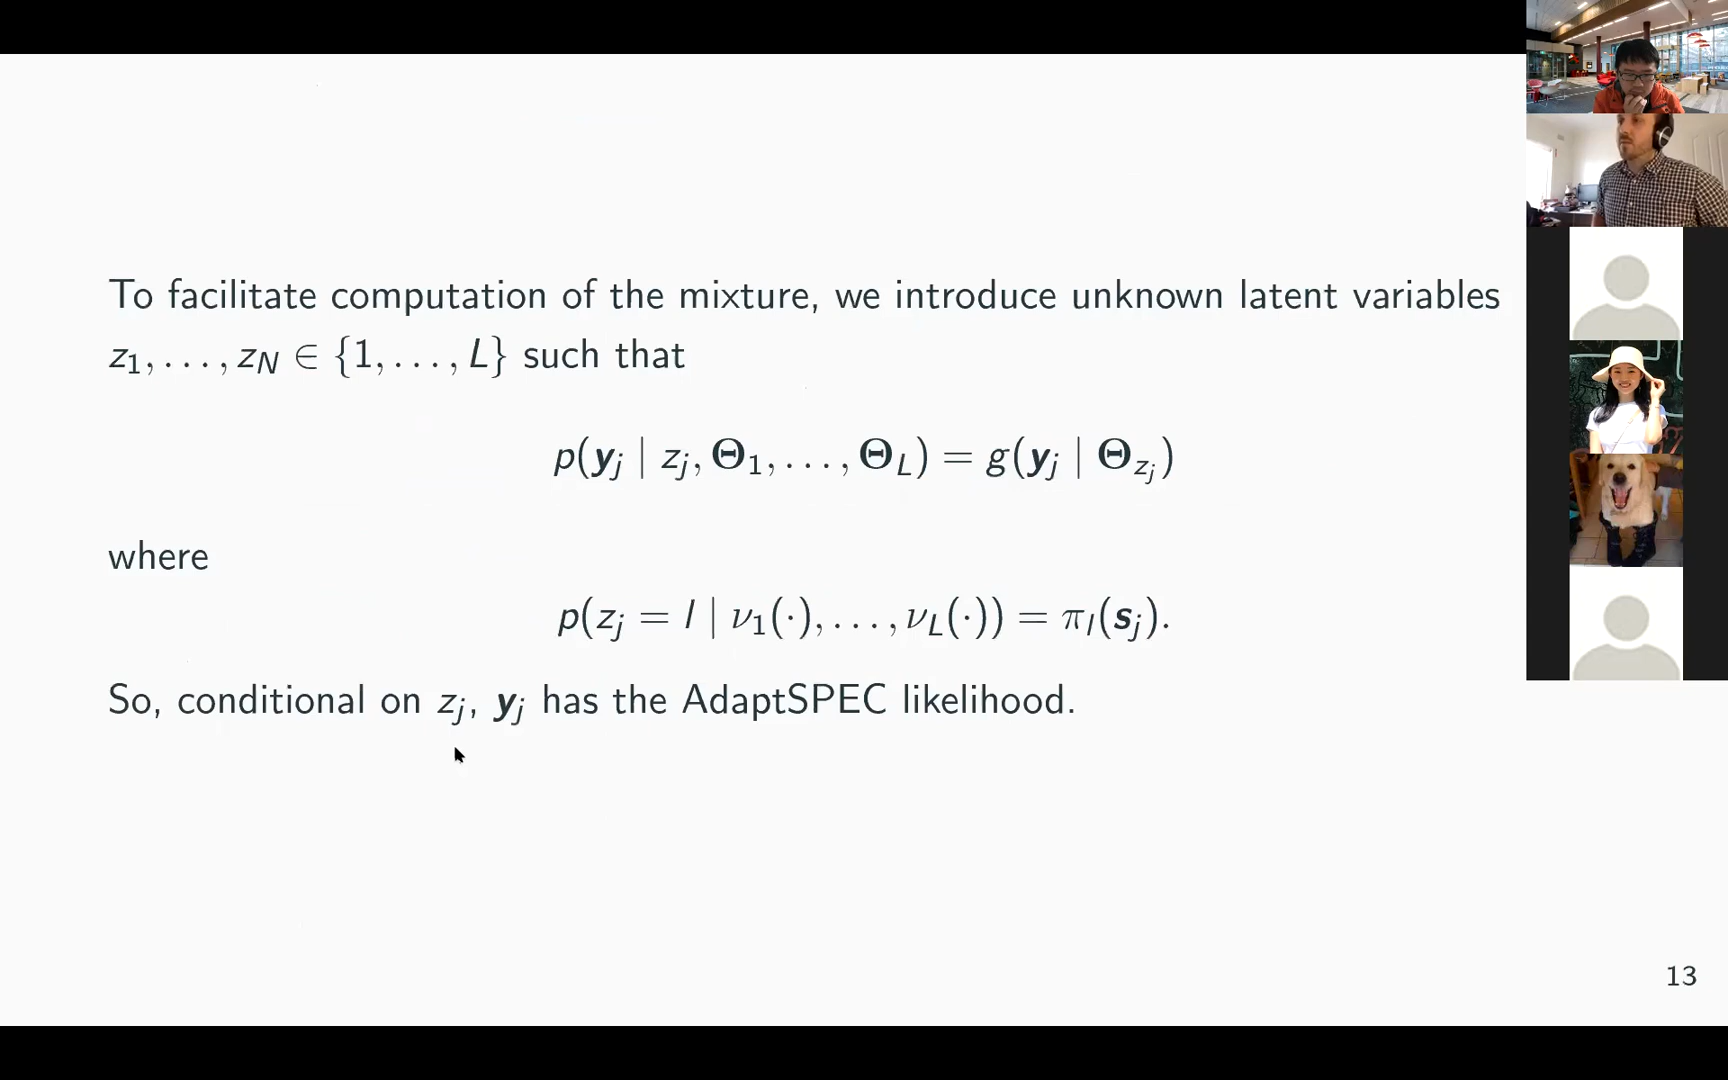 To facilitate computation of the mixture, we introduce unknown latent variables
z₁, . . . , z_N ∈ {1, . . . , L} such that
p(y_j | z_j, Θ₁, . . . , Θ_L) = g(y_j | Θ_{z_j})
where
p(z_j = l | ν₁(·), . . . , ν_L(·)) = π_l(s_j).
So, conditional on z_j, y_j has the AdaptSPEC likelihood.
13